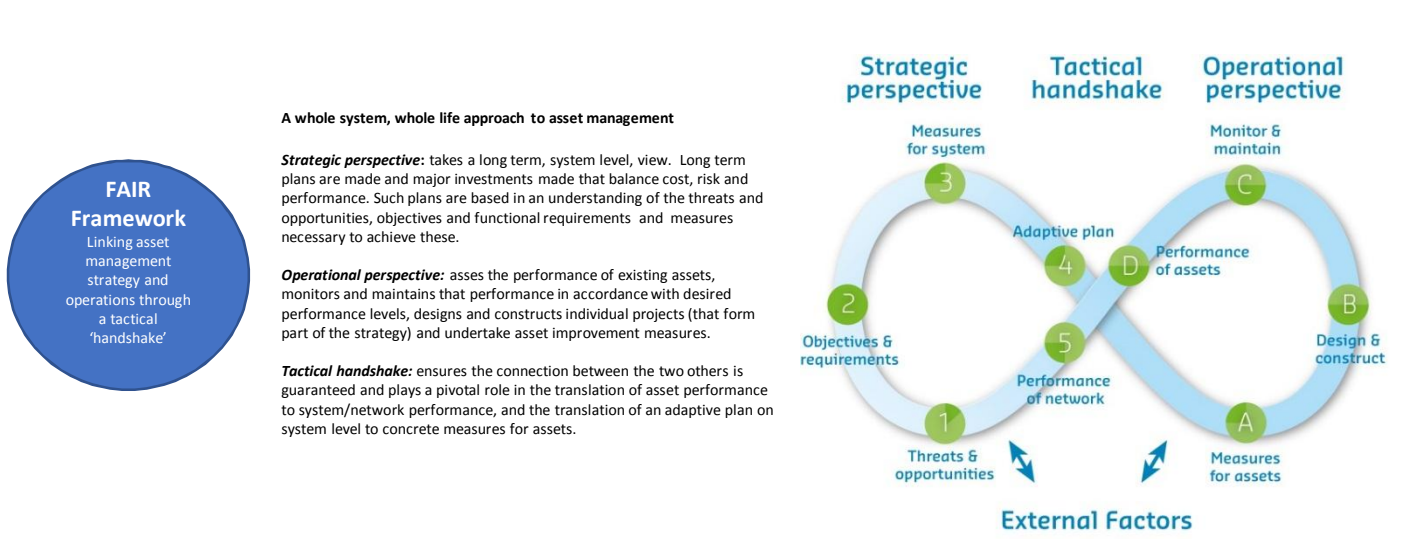 FAIR
Framework
Linking asset
management
strategy and
operations through
a tactical
‘handshake’
A whole system, whole life approach to asset management
Strategic perspective: takes a long term, system level, view. Long term
plans are made and major investments made that balance cost, risk and
performance. Such plans are based in an understanding of the threats and
opportunities, objectives and functional requirements and measures
necessary to achieve these.
Operational perspective: asses the performance of existing assets,
monitors and maintains that performance in accordance with desired
performance levels, designs and constructs individual projects (that form
part of the strategy) and undertake asset improvement measures.
Tactical handshake: ensures the connection between the two others is
guaranteed and plays a pivotal role in the translation of asset performance
to system/network performance, and the translation of an adaptive plan on
system level to concrete measures for assets.
Strategic
perspective
Tactical
handshake
Operational
perspective
Measures
for system
3
Monitor &
maintain
C
Adaptive plan
4
D
Performance
of assets
2
Objectives &
requirements
B
Design &
construct
5
Performance
of network
1
Threats &
opportunities
A
Measures
for assets
External Factors